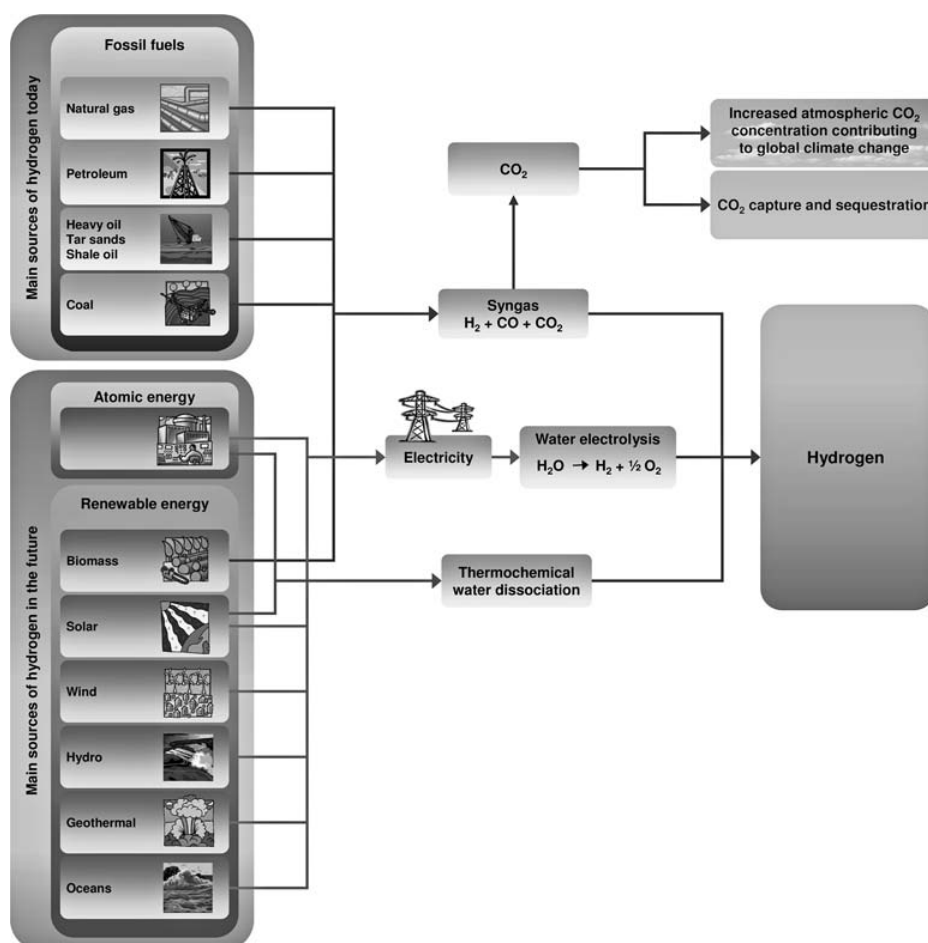 Main sources of hydrogen today
Fossil fuels
Natural gas
Petroleum
Heavy oil
Tar sands
Shale oil
Coal
Increased atmospheric CO₂
concentration contributing
to global climate change
CO₂
CO₂ capture and sequestration
Syngas
H₂ + CO + CO₂
Main sources of hydrogen in the future
Atomic energy
Renewable energy
Biomass
Solar
Wind
Hydro
Geothermal
Oceans
Electricity
Water electrolysis
H₂O → H₂ + ½ O₂
Thermochemical
water dissociation
Hydrogen